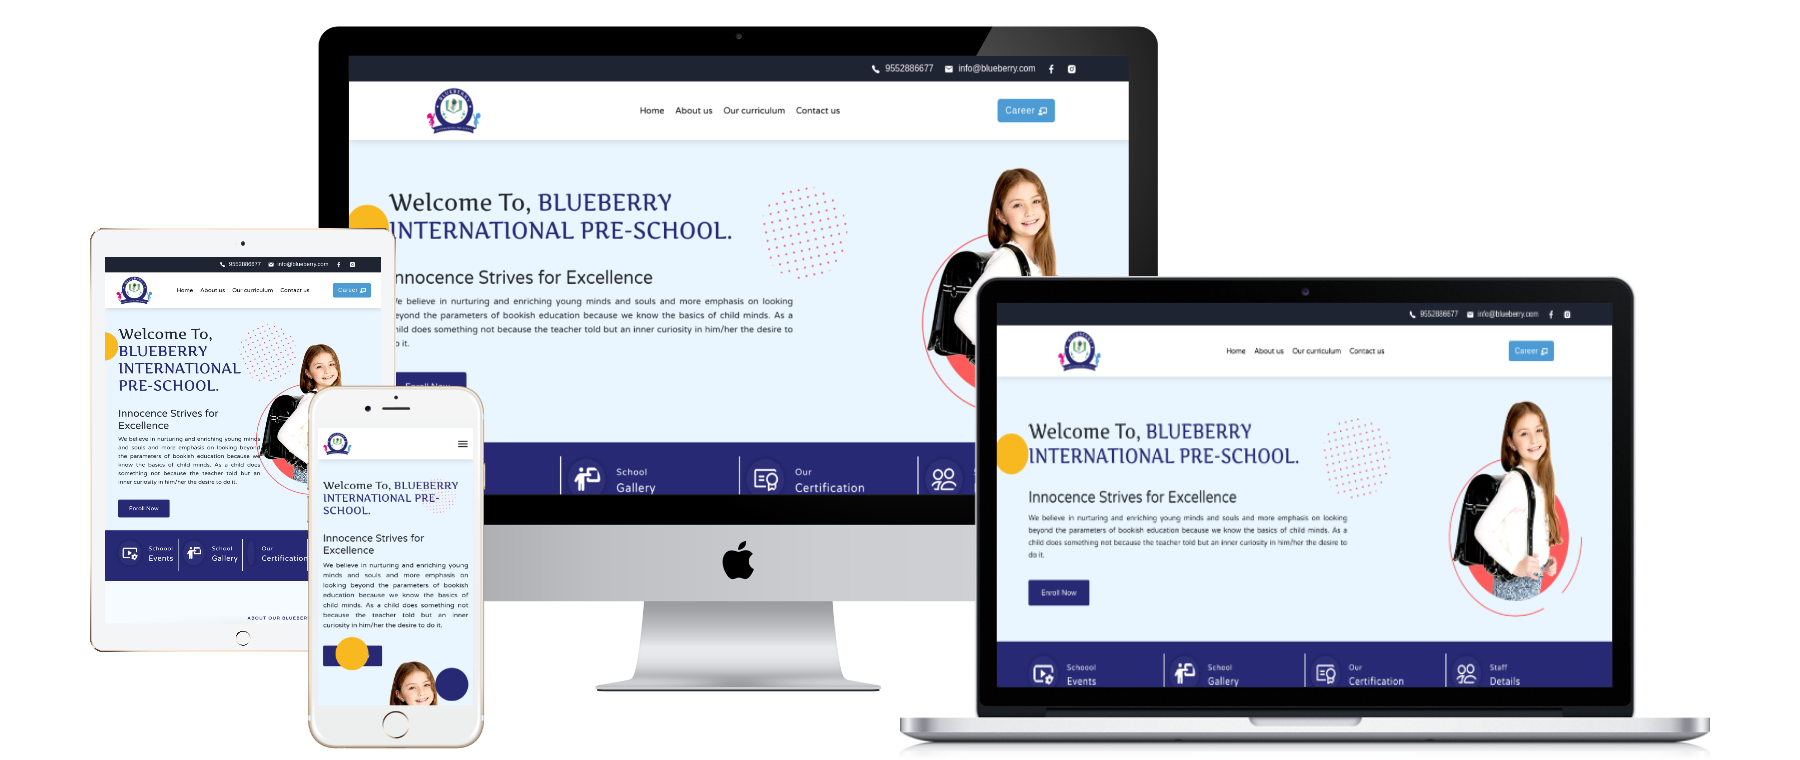 9552886677 info@blueberry.com
Home About us Our curriculum Contact us Career
Welcome To, BLUEBERRY
INTERNATIONAL PRE-SCHOOL.
Innocence Strives for Excellence
We believe in nurturing and enriching young minds and souls and more emphasis on looking
beyond the parameters of bookish education because we know the basics of child minds. As a
child does something not because the teacher told but an inner curiosity in him/her the desire to
do it.
Enroll Now
School
Gallery
Our
Certification
9552886677 info@blueberry.com
Home About us Our curriculum Contact us Career
Welcome To,
BLUEBERRY
INTERNATIONAL
PRE-SCHOOL.
Innocence Strives for
Excellence
We believe in nurturing and enriching young minds
and souls and more emphasis on looking beyond
the parameters of bookish education because we
know the basics of child minds. As a child does
something not because the teacher told but an
inner curiosity in him/her the desire to do it.
Enroll Now
Schoool
Events
School
Gallery
Our
Certification
ABOUT OUR BLUEBER
Welcome To, BLUEBERRY
INTERNATIONAL PRE-
SCHOOL.
Innocence Strives for
Excellence
We believe in nurturing and enriching young
minds and souls and more emphasis on
looking beyond the parameters of bookish
education because we know the basics of
child minds. As a child does something not
because the teacher told but an inner
curiosity in him/her the desire to do it.
9552886677 info@blueberry.com
Home About us Our curriculum Contact us Career
Welcome To, BLUEBERRY
INTERNATIONAL PRE-SCHOOL.
Innocence Strives for Excellence
We believe in nurturing and enriching young minds and souls and more emphasis on looking
beyond the parameters of bookish education because we know the basics of child minds. As a
child does something not because the teacher told but an inner curiosity in him/her the desire to
do it.
Enroll Now
Schoool
Events
School
Gallery
Our
Certification
Staff
Details